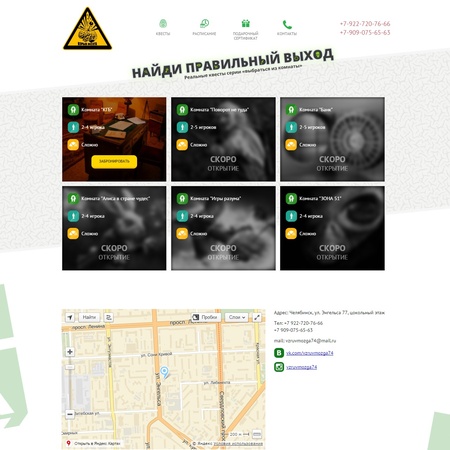 КВЕСТЫ
РАСПИСАНИЕ
ПОДАРОЧНЫЙ СЕРТИФИКАТ
КОНТАКТЫ
+7-922-720-76-66
+7-909-075-65-63
НАЙДИ ПРАВИЛЬНЫЙ ВЫХОД
Реальные квесты серии «выбраться из комнаты»
Комната "КГБ"
2-4 игрока
Сложно
ЗАБРОНИРОВАТЬ
Комната "Поворот не туда"
2-5 игроков
Сложно
СКОРО
ОТКРЫТИЕ
Комната "Банк"
2-5 игроков
Сложно
СКОРО
ОТКРЫТИЕ
Комната "Алиса в стране чудес"
2-4 игрока
Сложно
СКОРО
ОТКРЫТИЕ
Комната "Игры разума"
2-4 игрока
Сложно
СКОРО
ОТКРЫТИЕ
Комната "ЗОНА 51"
2-4 игрока
Сложно
СКОРО
ОТКРЫТИЕ
Найти
Пробки
Слои
просп. Ленина
просп. Ленина
ул. Сони Кривой
ул. Энгельса
ул. Лабинота
Открыть в Яндекс.Картах
© Яндекс Условия использования
Адрес: Челябинск, ул. Энгельса 77, цокольный этаж
Тел: +7 922-720-76-66
+7 909-075-65-63
mail: vzruvmozga74@mail.ru
vk.com/vzruvmozga74
vzruvmozga74